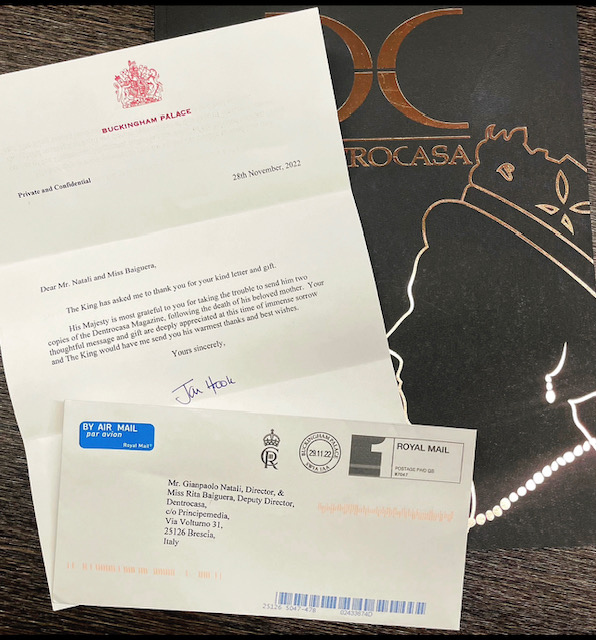 BUCKINGHAM PALACE
Private and Confidential
28th November, 2022
Dear Mr. Natali and Miss Baiguera,
The King has asked me to thank you for your kind letter and gift.
His Majesty is most grateful to you for taking the trouble to send him two
copies of the Dentrocasa Magazine, following the death of his beloved mother. Your
thoughtful message and gift are deeply appreciated at this time of immense sorrow
and The King would have me send you his warmest thanks and best wishes.
Yours sincerely,
DC
TROCASA
BY AIR MAIL
par avion
Royal Mail
BUCKINGHAM PALACE
29.11.22
SW1A 1AA
1
ROYAL MAIL
POSTAGE PAID GB
Mr. Gianpaolo Natali, Director, &
Miss Rita Baiguera, Deputy Director,
Dentrocasa,
c/o Principemedia,
Via Volturno 31,
25126 Brescia,
Italy